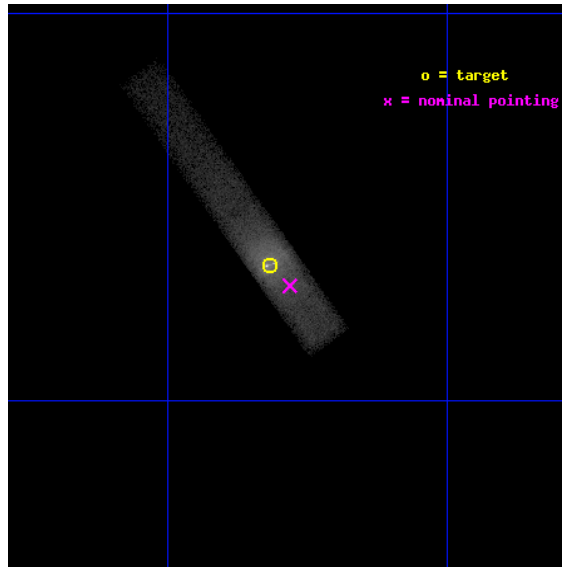 o = target
x = nominal pointing